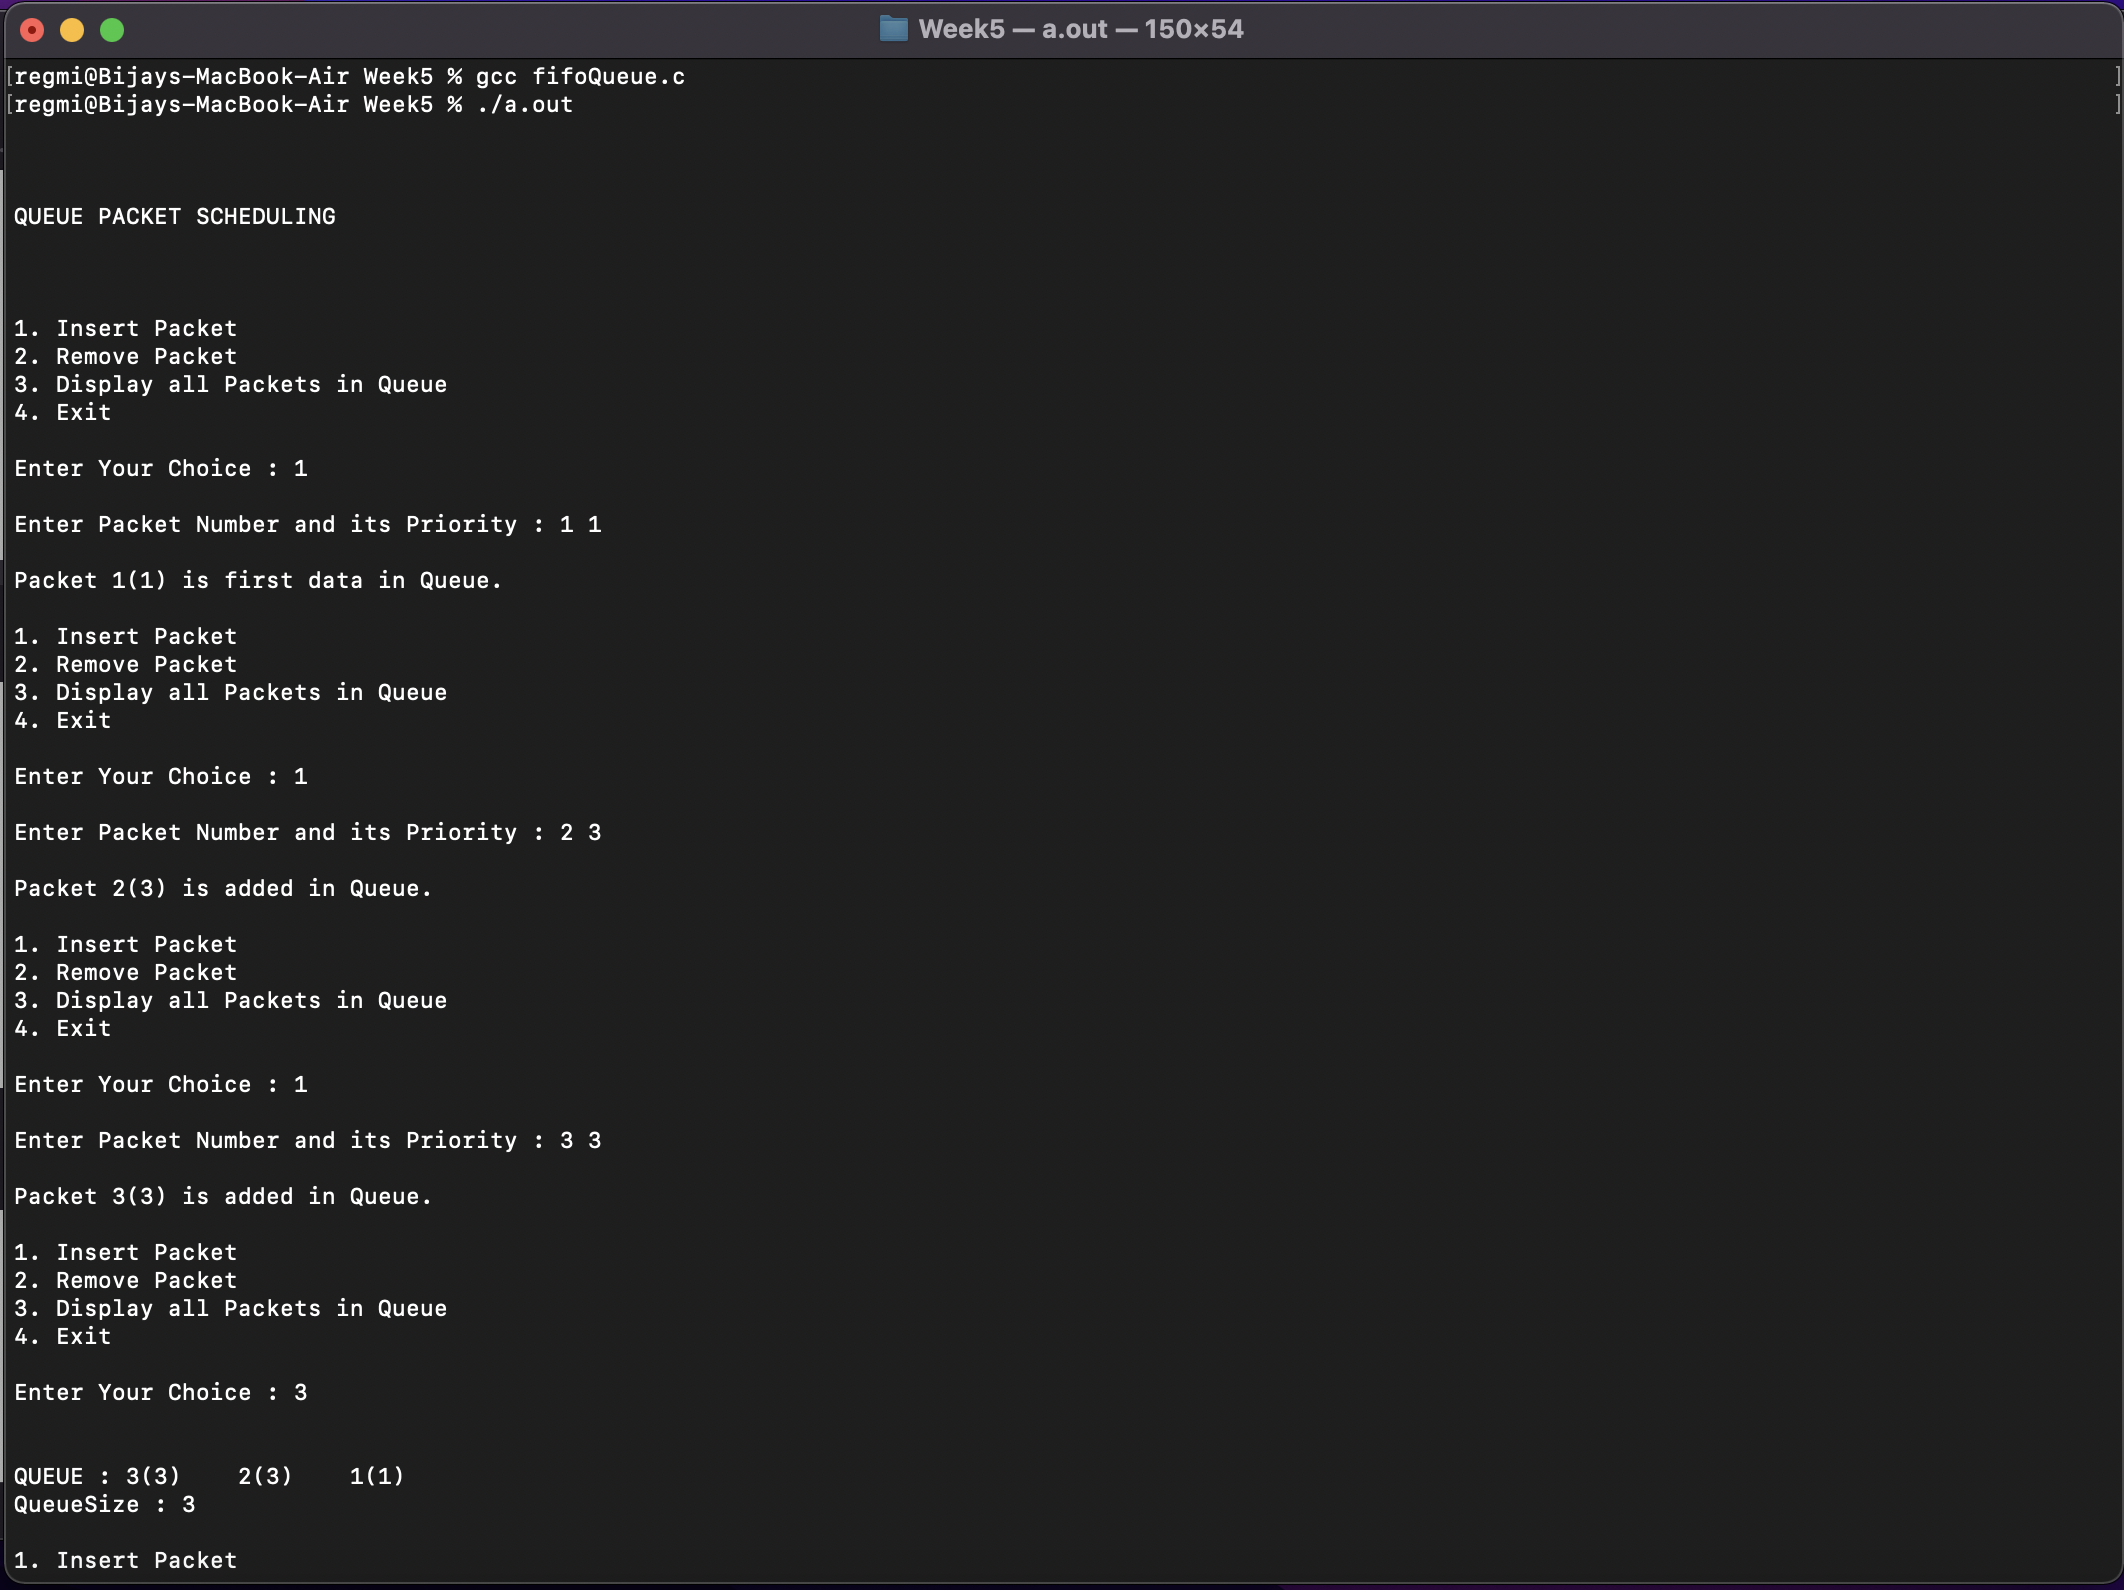 Week5 — a.out — 150×54
[regmi@Bijays-MacBook-Air Week5 % gcc fifoQueue.c ]
[regmi@Bijays-MacBook-Air Week5 % ./a.out ]
QUEUE PACKET SCHEDULING
1. Insert Packet
2. Remove Packet
3. Display all Packets in Queue
4. Exit
Enter Your Choice : 1
Enter Packet Number and its Priority : 1 1
Packet 1(1) is first data in Queue.
1. Insert Packet
2. Remove Packet
3. Display all Packets in Queue
4. Exit
Enter Your Choice : 1
Enter Packet Number and its Priority : 2 3
Packet 2(3) is added in Queue.
1. Insert Packet
2. Remove Packet
3. Display all Packets in Queue
4. Exit
Enter Your Choice : 1
Enter Packet Number and its Priority : 3 3
Packet 3(3) is added in Queue.
1. Insert Packet
2. Remove Packet
3. Display all Packets in Queue
4. Exit
Enter Your Choice : 3
QUEUE : 3(3)    2(3)    1(1)
QueueSize : 3
1. Insert Packet